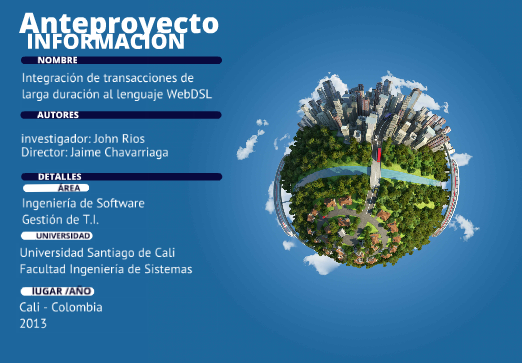 Anteproyecto
INFORMACIÓN
NOMBRE
Integración de transacciones de
larga duración al lenguaje WebDSL
AUTORES
investigador: John Rios
Director: Jaime Chavarriaga
DETALLES
ÁREA
Ingeniería de Software
Gestión de T.I.
UNIVERSIDAD
Universidad Santiago de Cali
Facultad Ingeniería de Sistemas
lUGAR /AÑO
Cali - Colombia
2013